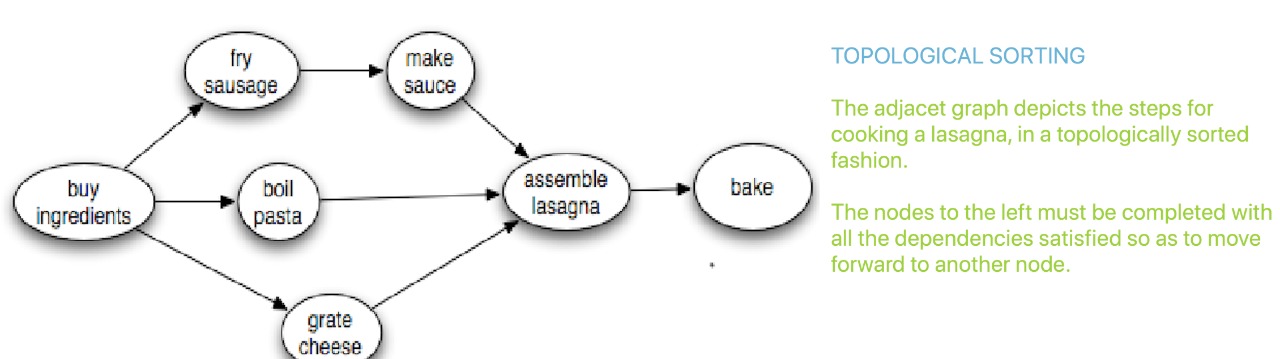 fry
sausage
make
sauce
buy
ingredients
boil
pasta
assemble
lasagna
bake
grate
cheese
TOPOLOGICAL SORTING
The adjacet graph depicts the steps for
cooking a lasagna, in a topologically sorted
fashion.
The nodes to the left must be completed with
all the dependencies satisfied so as to move
forward to another node.